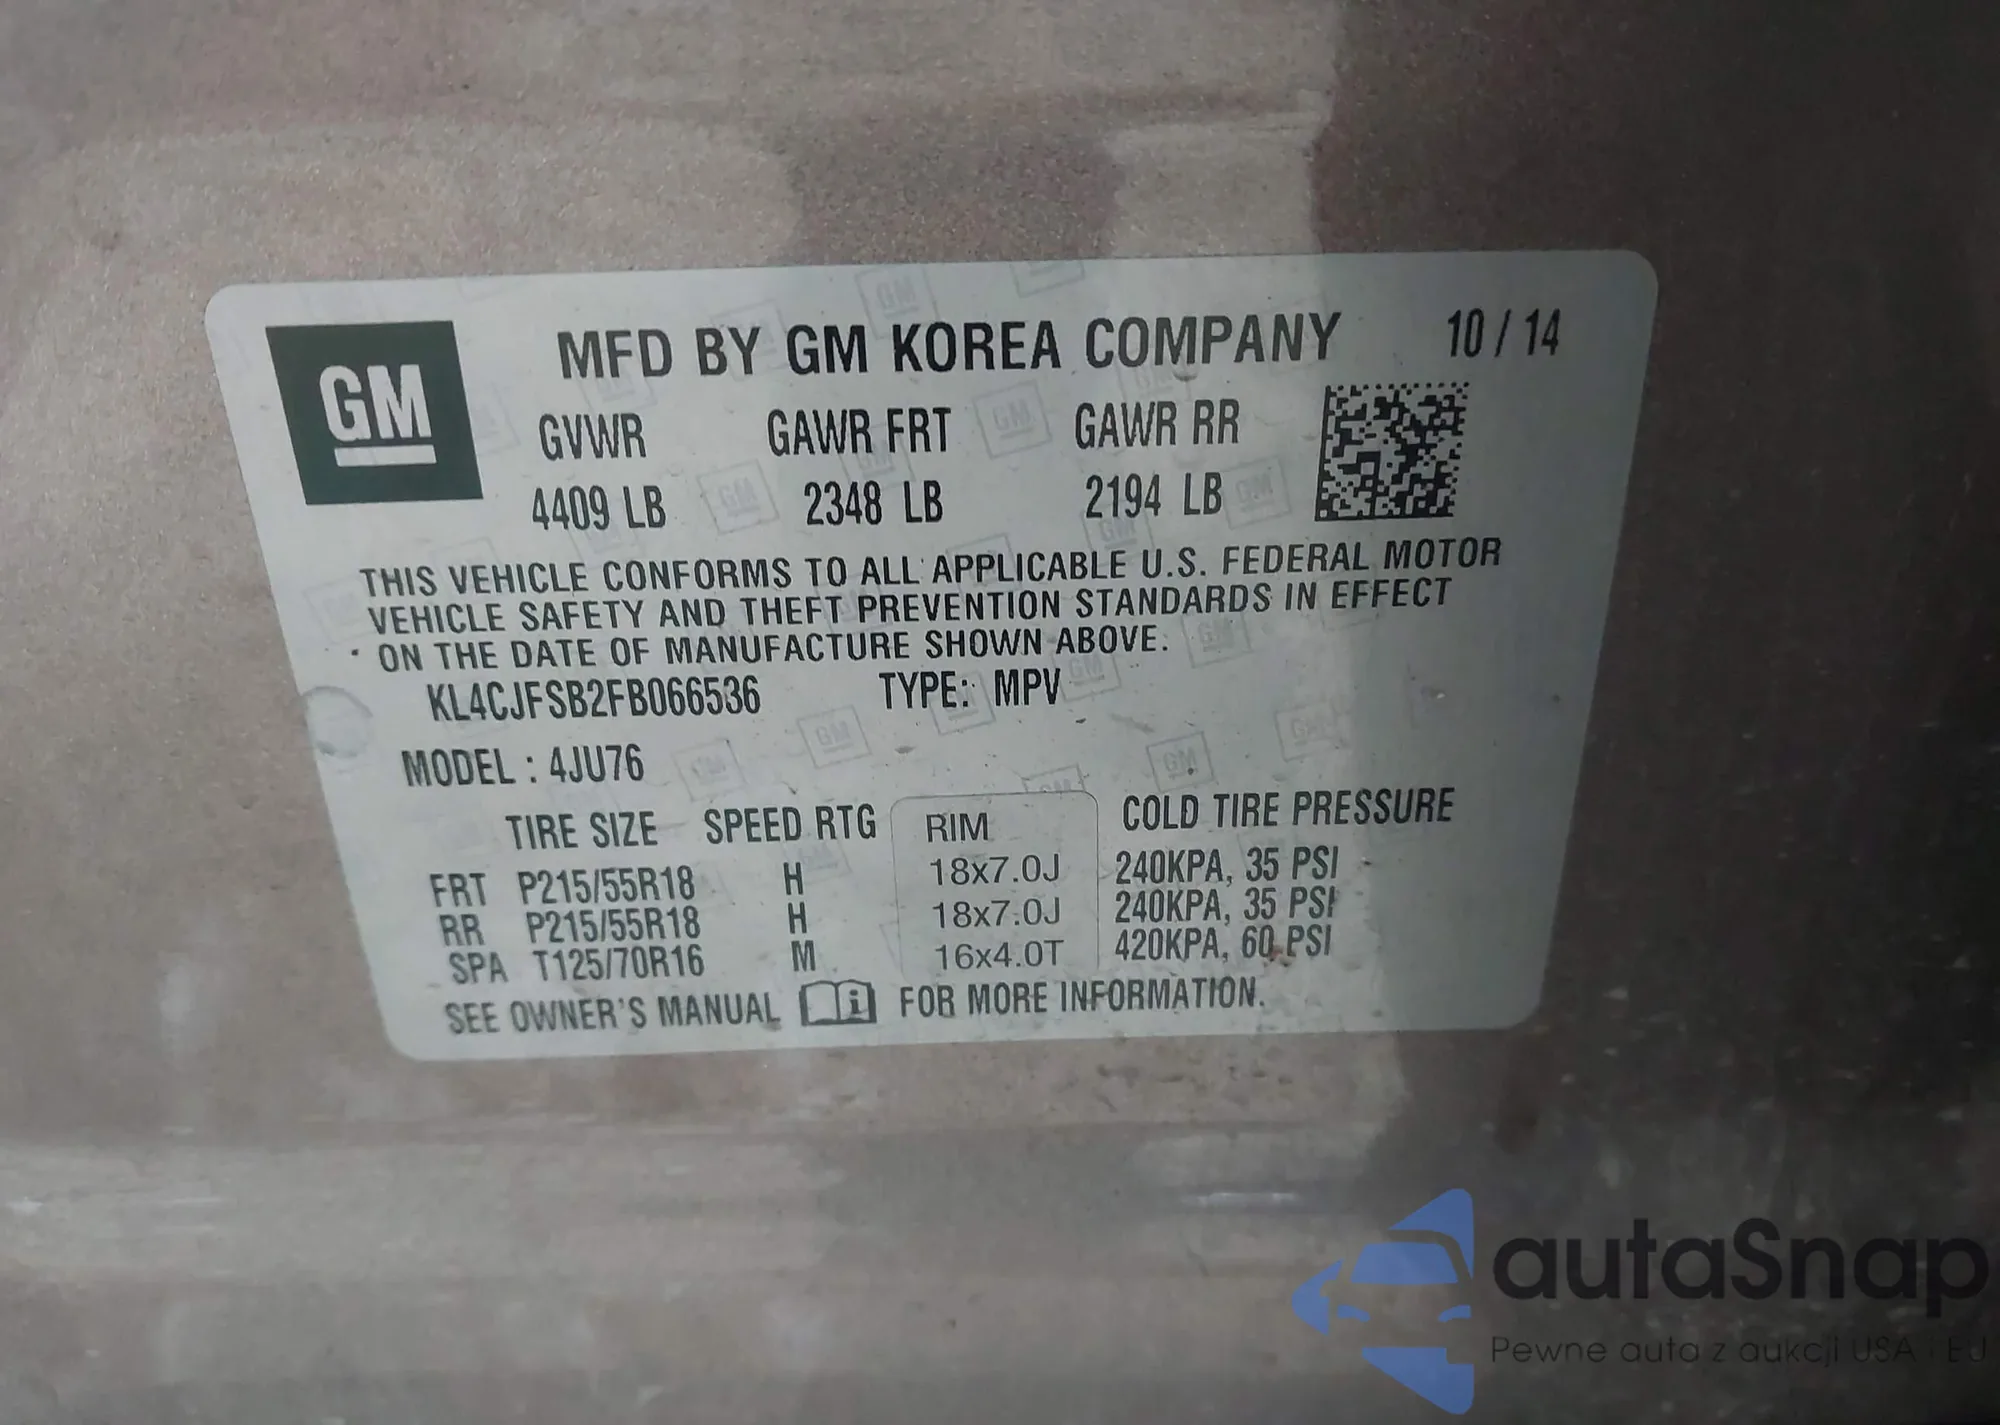 GM
MFD BY GM KOREA COMPANY 10 / 14
GVWR GAWR FRT GAWR RR
4409 LB 2348 LB 2194 LB
THIS VEHICLE CONFORMS TO ALL APPLICABLE U.S. FEDERAL MOTOR
VEHICLE SAFETY AND THEFT PREVENTION STANDARDS IN EFFECT
ON THE DATE OF MANUFACTURE SHOWN ABOVE.
KL4CJFSB2FB066536 TYPE: MPV
MODEL : 4JU76
TIRE SIZE SPEED RTG RIM COLD TIRE PRESSURE
FRT P215/55R18 H 18x7.0J 240KPA, 35 PSI
RR P215/55R18 H 18x7.0J 240KPA, 35 PSI
SPA T125/70R16 M 16x4.0T 420KPA, 60 PSI
SEE OWNER'S MANUAL i FOR MORE INFORMATION.
autaSnap
Pewne auta z aukcji USA i EU